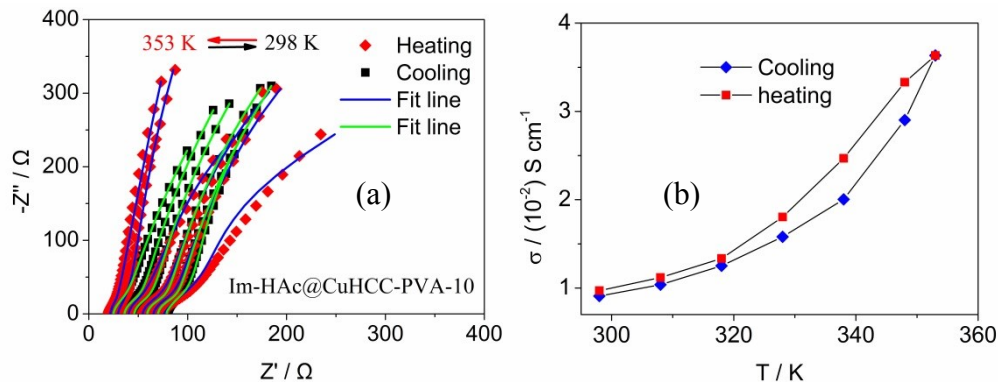 400
300
200
100
0
-Z'' / Ω
353 K
298 K
Heating
Cooling
Fit line
Fit line
(a)
Im-HAc@CuHCC-PVA-10
0
100
200
300
400
Z' / Ω
4
3
2
1
σ / (10⁻²) S cm⁻¹
Cooling
heating
(b)
300
320
340
360
T / K